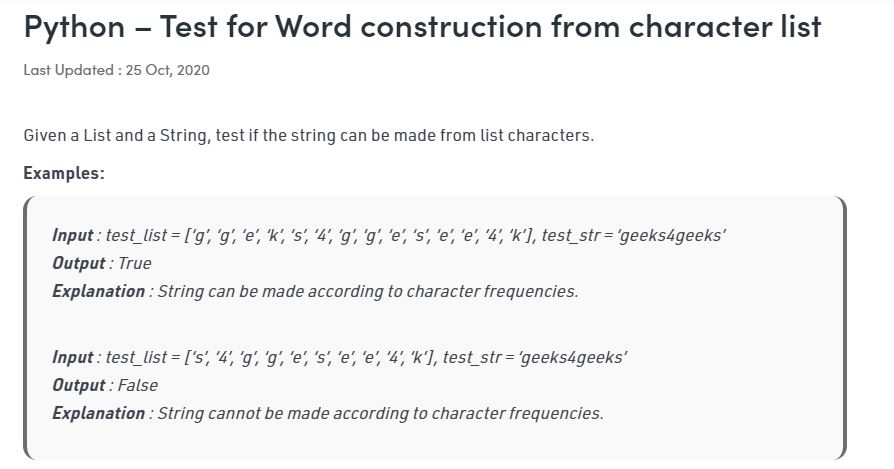 Python – Test for Word construction from character list
Last Updated : 25 Oct, 2020
Given a List and a String, test if the string can be made from list characters.
Examples:
Input : test_list = [‘g’, ‘g’, ‘e’, ‘k’, ‘s’, ‘4’, ‘g’, ‘g’, ‘e’, ‘s’, ‘e’, ‘e’, ‘4’, ‘k’], test_str = ‘geeks4geeks’
Output : True
Explanation : String can be made according to character frequencies.
Input : test_list = [‘s’, ‘4’, ‘g’, ‘g’, ‘e’, ‘s’, ‘e’, ‘e’, ‘4’, ‘k’], test_str = ‘geeks4geeks’
Output : False
Explanation : String cannot be made according to character frequencies.